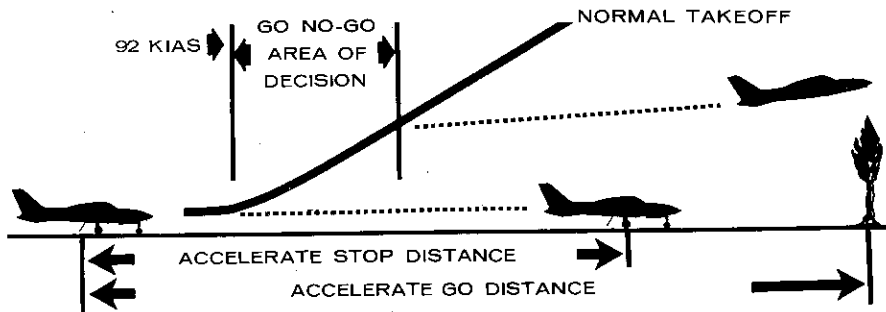 NORMAL TAKEOFF
92 KIAS
GO NO-GO
AREA OF
DECISION
ACCELERATE STOP DISTANCE
ACCELERATE GO DISTANCE